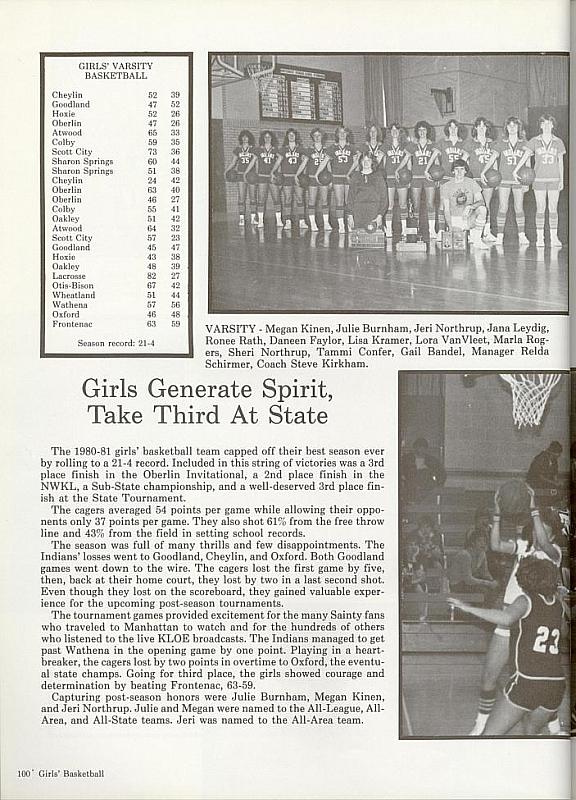 GIRLS' VARSITY
BASKETBALL
Cheylin 52 39
Goodland 47 52
Hoxie 52 26
Oberlin 47 26
Atwood 65 33
Colby 59 35
Scott City 73 36
Sharon Springs 60 44
Sharon Springs 51 38
Cheylin 24 42
Oberlin 63 40
Oberlin 46 27
Colby 55 41
Oakley 51 42
Atwood 64 32
Scott City 57 23
Goodland 45 47
Hoxie 43 38
Oakley 48 39
Lacrosse 82 27
Otis-Bison 67 42
Wheatland 51 44
Wathena 57 56
Oxford 46 48
Frontenac 63 59
Season record: 21-4
VARSITY - Megan Kinen, Julie Burnham, Jeri Northrup, Jana Leydig,
Ronee Rath, Daneen Faylor, Lisa Kramer, Lora VanVleet, Marla Rog-
ers, Sheri Northrup, Tammi Confer, Gail Bandel, Manager Relda
Schirmer, Coach Steve Kirkham.
Girls Generate Spirit,
Take Third At State
The 1980-81 girls' basketball team capped off their best season ever
by rolling to a 21-4 record. Included in this string of victories was a 3rd
place finish in the Oberlin Invitational, a 2nd place finish in the
NWKL, a Sub-State championship, and a well-deserved 3rd place fin-
ish at the State Tournament.
The cagers averaged 54 points per game while allowing their oppo-
nents only 37 points per game. They also shot 61% from the free throw
line and 43% from the field in setting school records.
The season was full of many thrills and few disappointments. The
Indians' losses went to Goodland, Cheylin, and Oxford. Both Goodland
games went down to the wire. The cagers lost the first game by five,
then, back at their home court, they lost by two in a last second shot.
Even though they lost on the scoreboard, they gained valuable exper-
ience for the upcoming post-season tournaments.
The tournament games provided excitement for the many Sainty fans
who traveled to Manhattan to watch and for the hundreds of others
who listened to the live KLOE broadcasts. The Indians managed to get
past Wathena in the opening game by one point. Playing in a heart-
breaker, the cagers lost by two points in overtime to Oxford, the eventu-
al state champs. Going for third place, the girls showed courage and
determination by beating Frontenac, 63-59.
Capturing post-season honors were Julie Burnham, Megan Kinen,
and Jeri Northrup. Julie and Megan were named to the All-League, All-
Area, and All-State teams. Jeri was named to the All-Area team.
23
100 Girls' Basketball